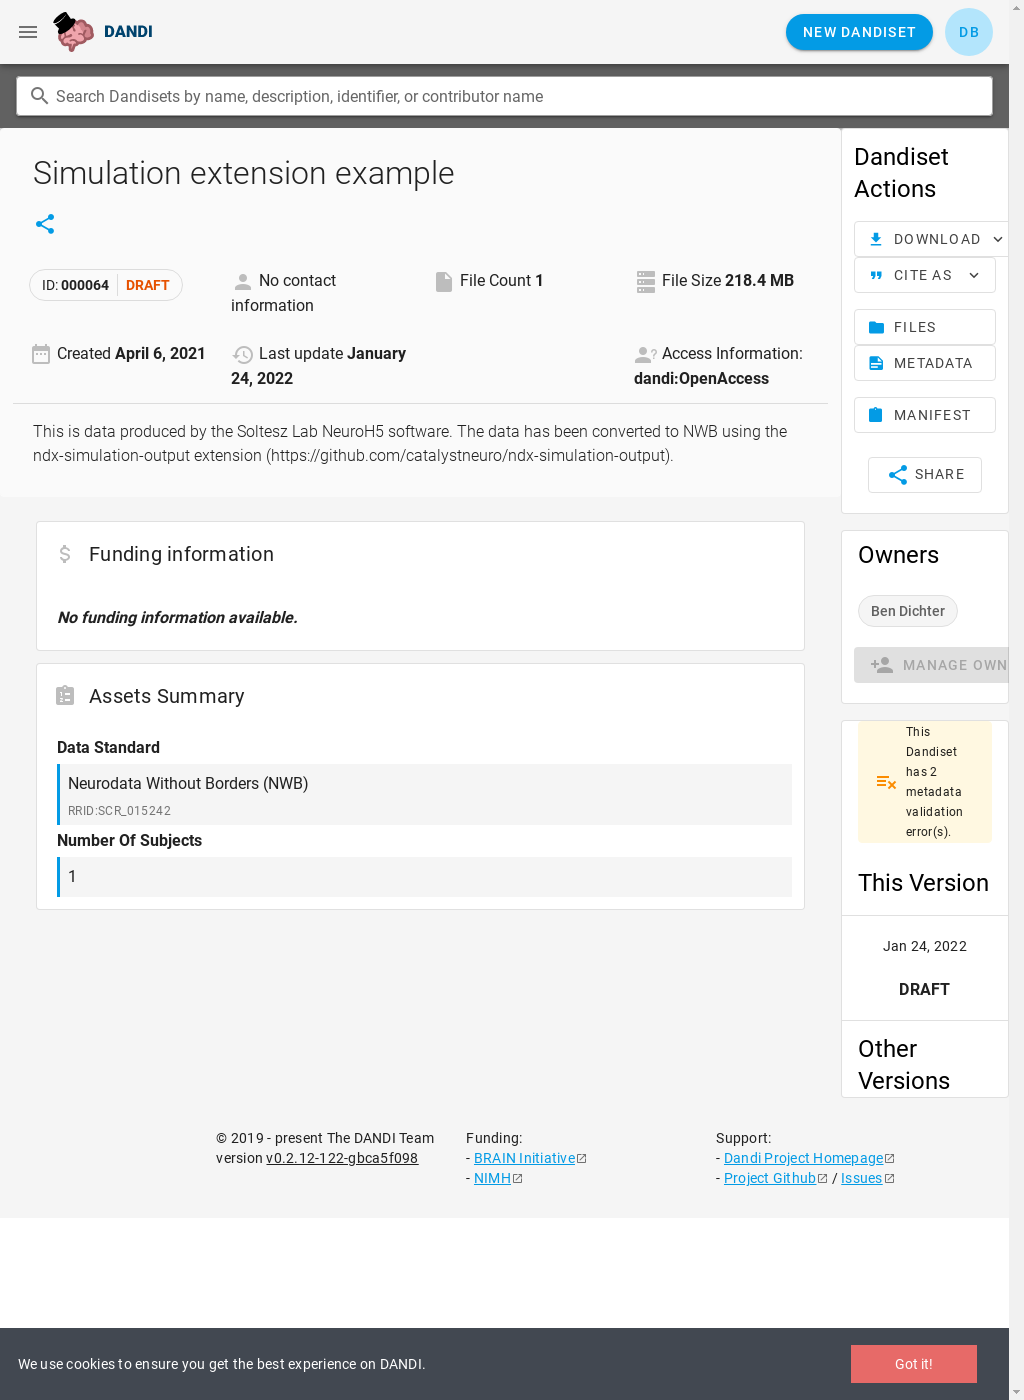 DANDI
NEW DANDISET
DB
Search Dandisets by name, description, identifier, or contributor name
Simulation extension example
ID: 000064 DRAFT
No contact information
File Count 1
File Size 218.4 MB
Created April 6, 2021
Last update January 24, 2022
Access Information: dandi:OpenAccess
This is data produced by the Soltesz Lab NeuroH5 software. The data has been converted to NWB using the
ndx-simulation-output extension (https://github.com/catalystneuro/ndx-simulation-output).
Funding information
No funding information available.
Assets Summary
Data Standard
Neurodata Without Borders (NWB)
RRID:SCR_015242
Number Of Subjects
1
Dandiset
Actions
DOWNLOAD
CITE AS
FILES
METADATA
MANIFEST
SHARE
Owners
Ben Dichter
MANAGE OWN
This
Dandiset
has 2
metadata
validation
error(s).
This Version
Jan 24, 2022
DRAFT
Other
Versions
© 2019 - present The DANDI Team
version v0.2.12-122-gbca5f098
Funding:
- BRAIN Initiative
- NIMH
Support:
- Dandi Project Homepage
- Project Github / Issues
We use cookies to ensure you get the best experience on DANDI.
Got it!